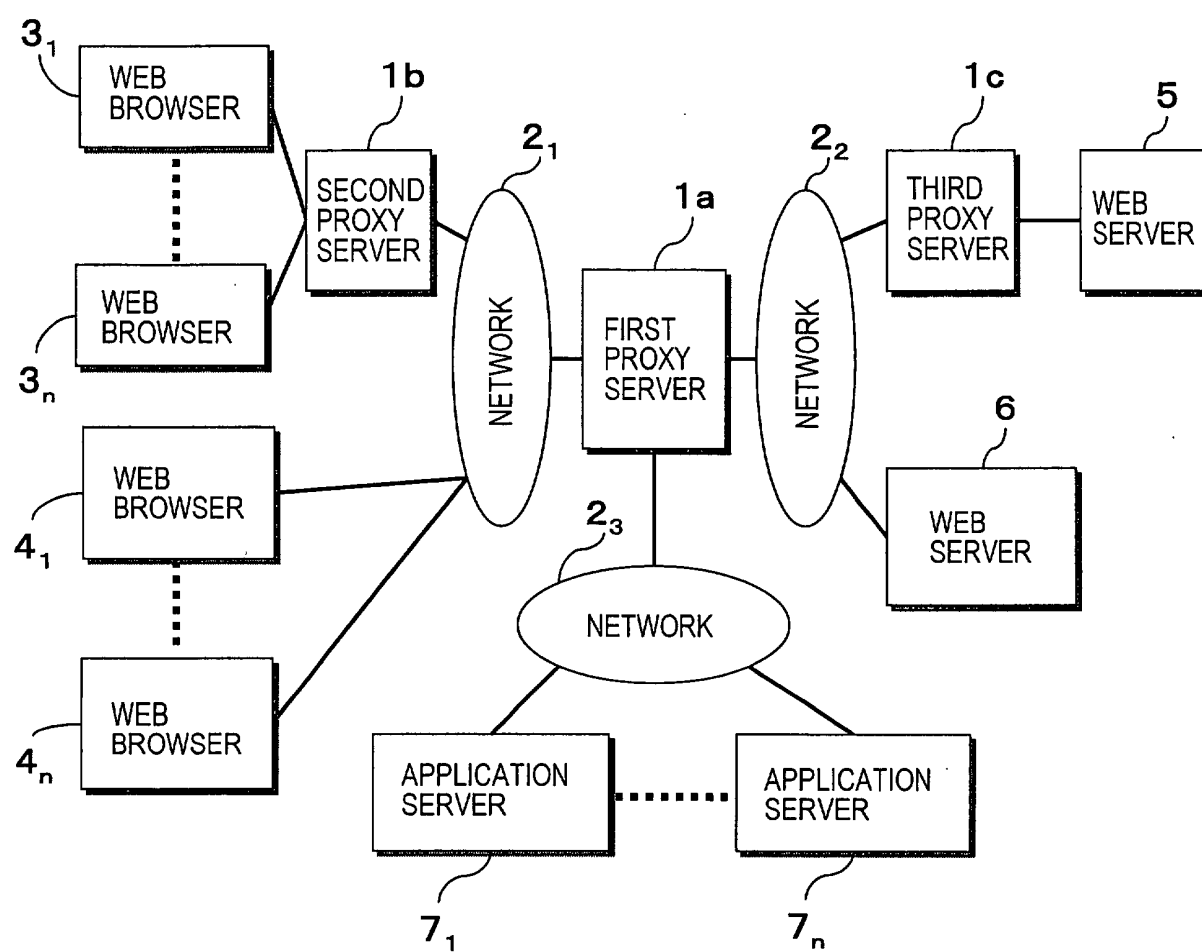 3₁
WEB
BROWSER
1b
SECOND
PROXY
SERVER
2₁
NETWORK
1a
FIRST
PROXY
SERVER
2₂
NETWORK
1c
THIRD
PROXY
SERVER
5
WEB
SERVER
WEB
BROWSER
3ₙ
WEB
BROWSER
4₁
6
WEB
SERVER
2₃
NETWORK
WEB
BROWSER
4ₙ
APPLICATION
SERVER
7₁
APPLICATION
SERVER
7ₙ